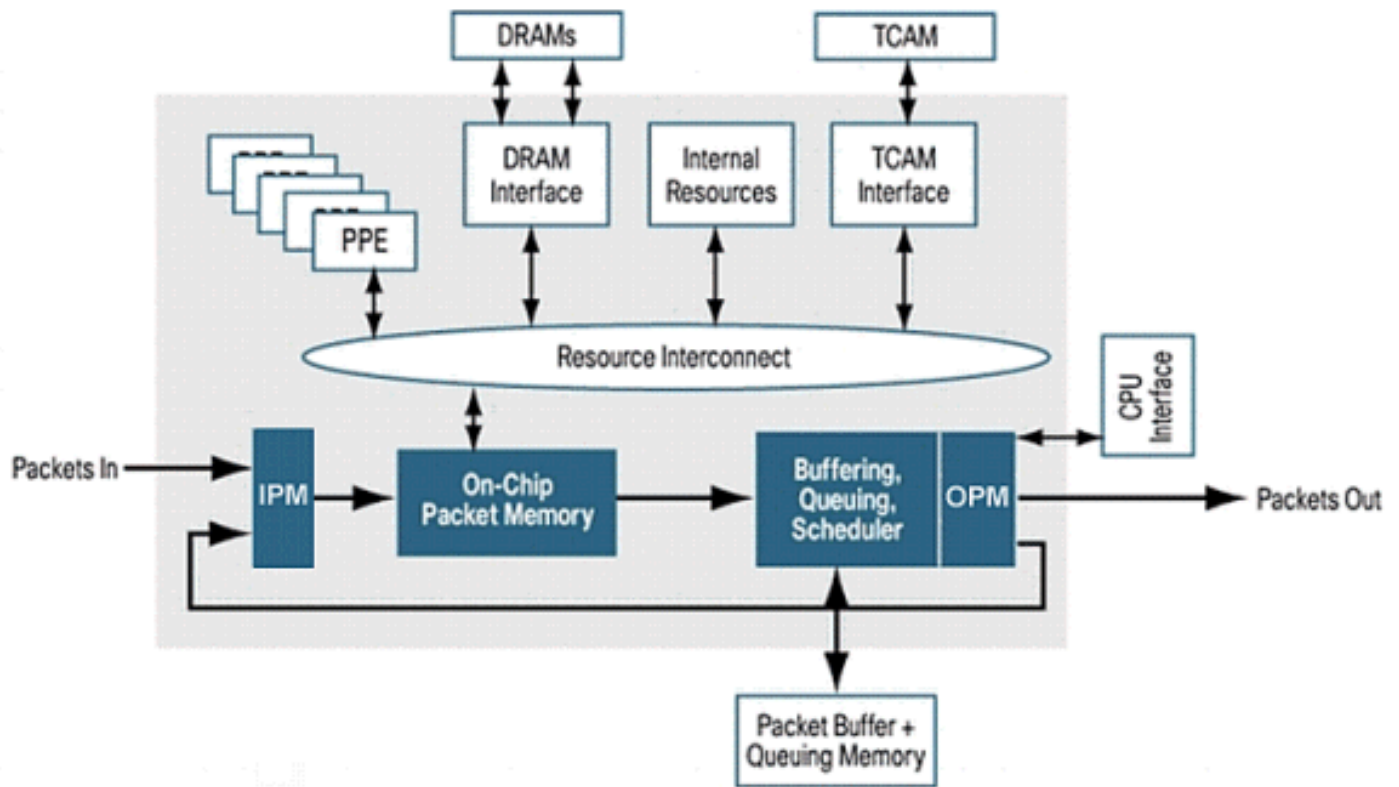 DRAMs
TCAM
DRAM
Interface
Internal
Resources
TCAM
Interface
PPE
Resource Interconnect
CPU
Interface
Packets In
IPM
On-Chip
Packet Memory
Buffering,
Queuing,
Scheduler
OPM
Packets Out
Packet Buffer +
Queuing Memory